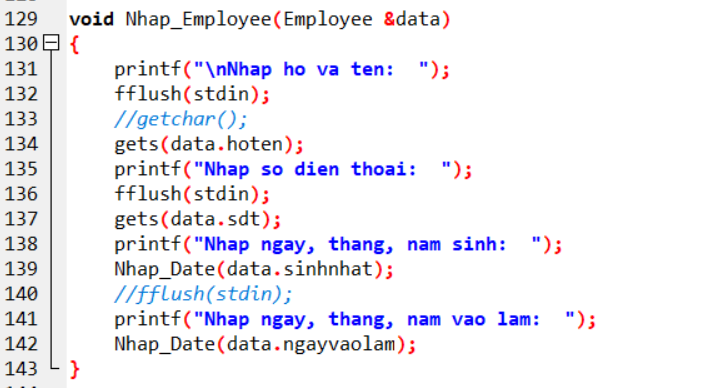 129 void Nhap_Employee(Employee &data)
130 {
131 printf("\nNhap ho va ten:  ");
132 fflush(stdin);
133 //getchar();
134 gets(data.hoten);
135 printf("Nhap so dien thoai:  ");
136 fflush(stdin);
137 gets(data.sdt);
138 printf("Nhap ngay, thang, nam sinh:  ");
139 Nhap_Date(data.sinhnhat);
140 //fflush(stdin);
141 printf("Nhap ngay, thang, nam vao lam:  ");
142 Nhap_Date(data.ngayvaolam);
143 }